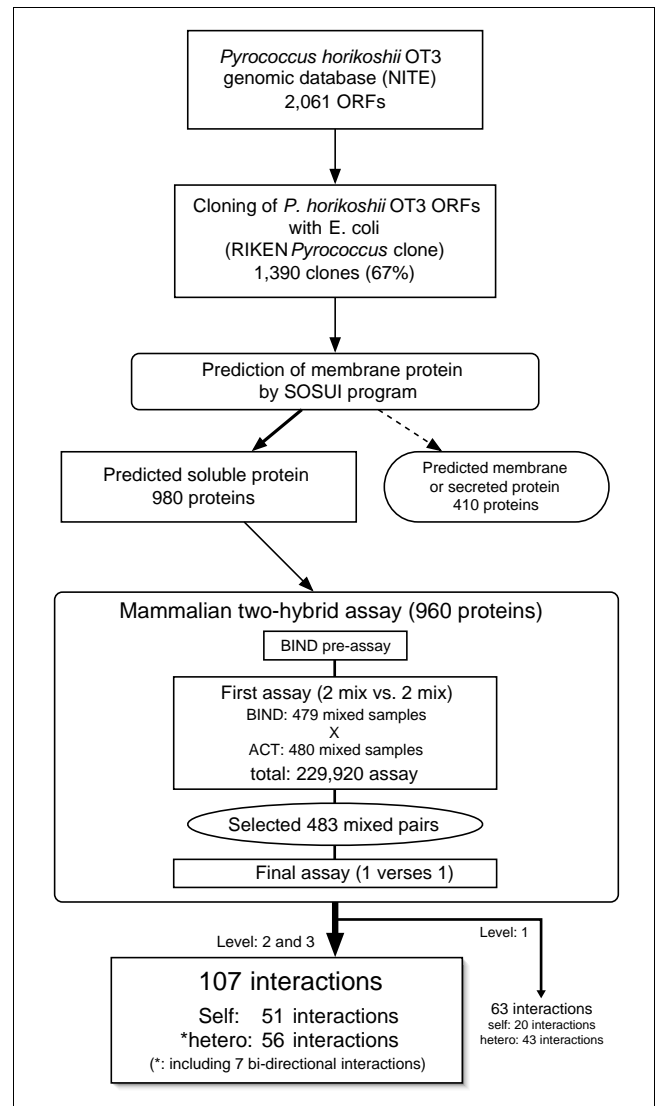 Pyrococcus horikoshii OT3
genomic database (NITE)
2,061 ORFs
Cloning of P. horikoshii OT3 ORFs
with E. coli
(RIKEN Pyrococcus clone)
1,390 clones (67%)
Prediction of membrane protein
by SOSUI program
Predicted soluble protein
980 proteins
Predicted membrane
or secreted protein
410 proteins
Mammalian two-hybrid assay (960 proteins)
BIND pre-assay
First assay (2 mix vs. 2 mix)
BIND: 479 mixed samples
X
ACT: 480 mixed samples
total: 229,920 assay
Selected 483 mixed pairs
Final assay (1 verses 1)
Level: 2 and 3
Level: 1
107 interactions
Self: 51 interactions
*hetero: 56 interactions
(*: including 7 bi-directional interactions)
63 interactions
self: 20 interactions
hetero: 43 interactions